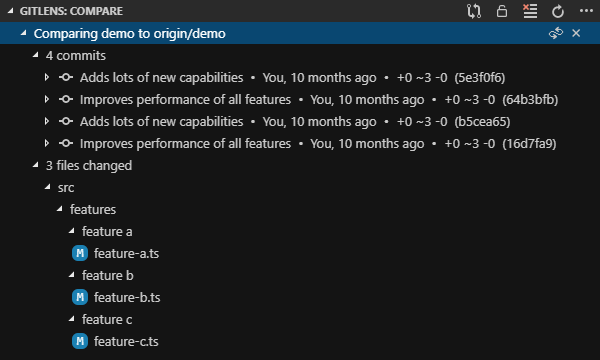 GITLENS: COMPARE
Comparing demo to origin/demo
4 commits
Adds lots of new capabilities • You, 10 months ago • +0 ~3 -0 (5e3f0f6)
Improves performance of all features • You, 10 months ago • +0 ~3 -0 (64b3bfb)
Adds lots of new capabilities • You, 10 months ago • +0 ~3 -0 (b5cea65)
Improves performance of all features • You, 10 months ago • +0 ~3 -0 (16d7fa9)
3 files changed
src
features
feature a
M feature-a.ts
feature b
M feature-b.ts
feature c
M feature-c.ts